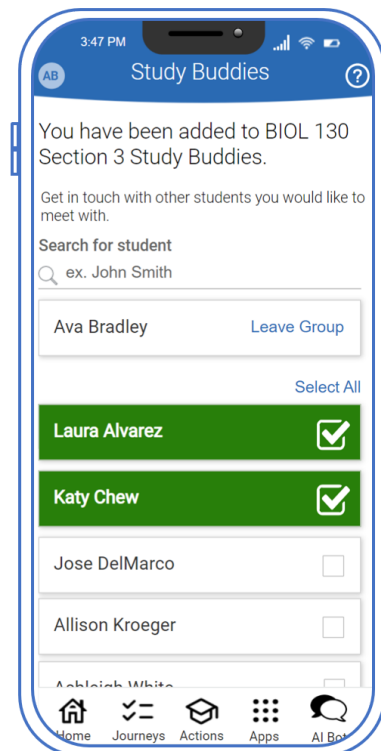 3:47 PM
AB
Study Buddies
?
You have been added to BIOL 130
Section 3 Study Buddies.
Get in touch with other students you would like to
meet with.
Search for student
ex. John Smith
Ava Bradley Leave Group
Select All
Laura Alvarez
Katy Chew
Jose DelMarco
Allison Kroeger
Ashleigh White
Home Journeys Actions Apps AI Bot